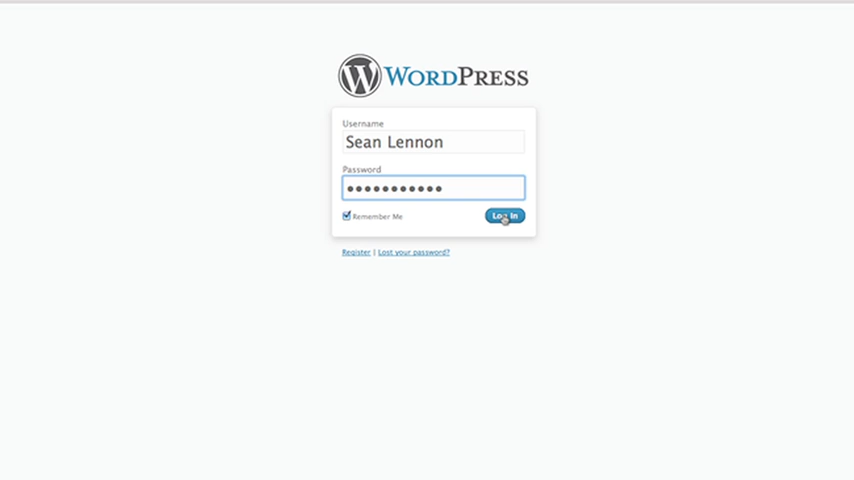 WORDPRESS
Username
Sean Lennon
Password
Remember Me
Log In
Register | Lost your password?